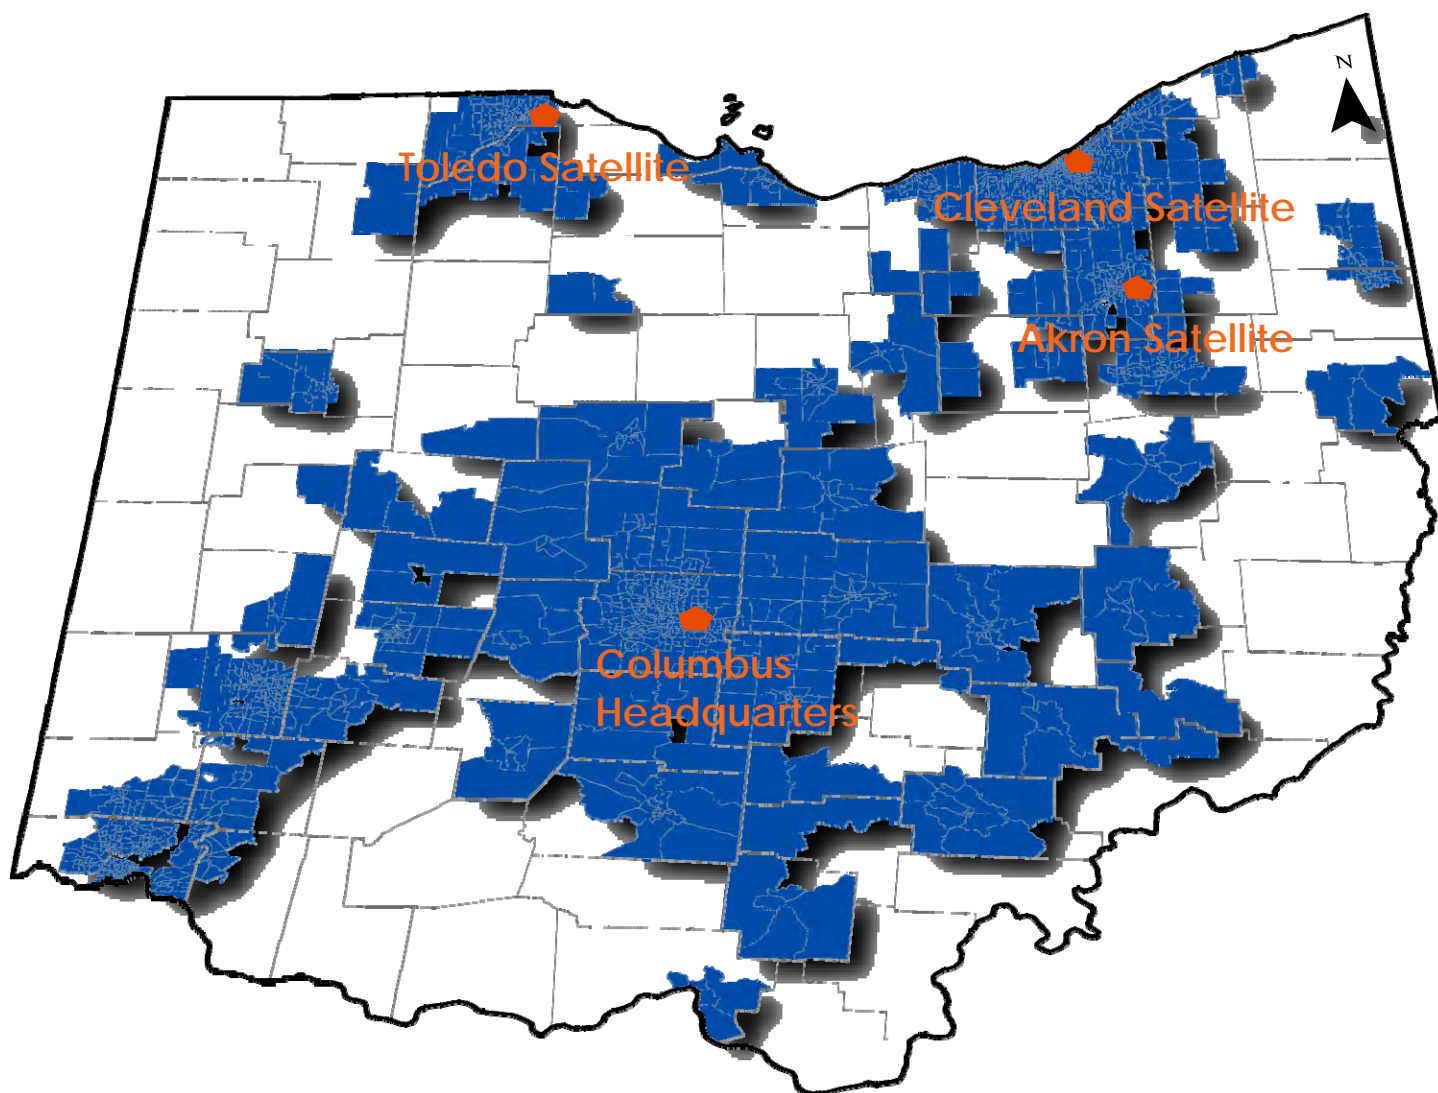 N
Toledo Satellite
Cleveland Satellite
Akron Satellite
Columbus
Headquarters